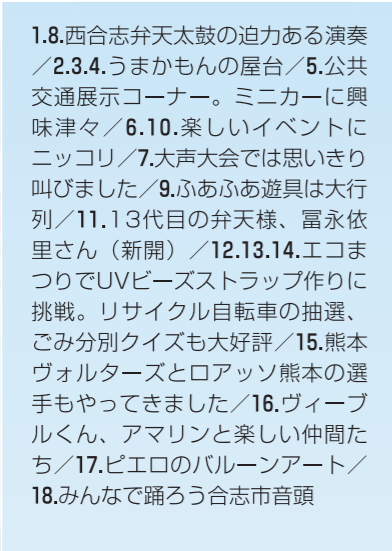 1.8.西合志弁天太鼓の迫力ある演奏
／2.3.4.うまかもんの屋台／5.公共
交通展示コーナー。ミニカーに興
味津々／6.10.楽しいイベントに
ニッコリ／7.大声大会では思いきり
叫びました／9.ふあふあ遊具は大行
列／11.13代目の弁天様、冨永依
里さん（新開）／12.13.14.エコま
つりでUVビーズストラップ作りに
挑戦。リサイクル自転車の抽選、
ごみ分別クイズも大好評／15.熊本
ヴォルターズとロアッソ熊本の選
手もやってきました／16.ヴィーブ
ルくん、アマリンと楽しい仲間た
ち／17.ピエロのバルーンアート／
18.みんなで踊ろう合志市音頭